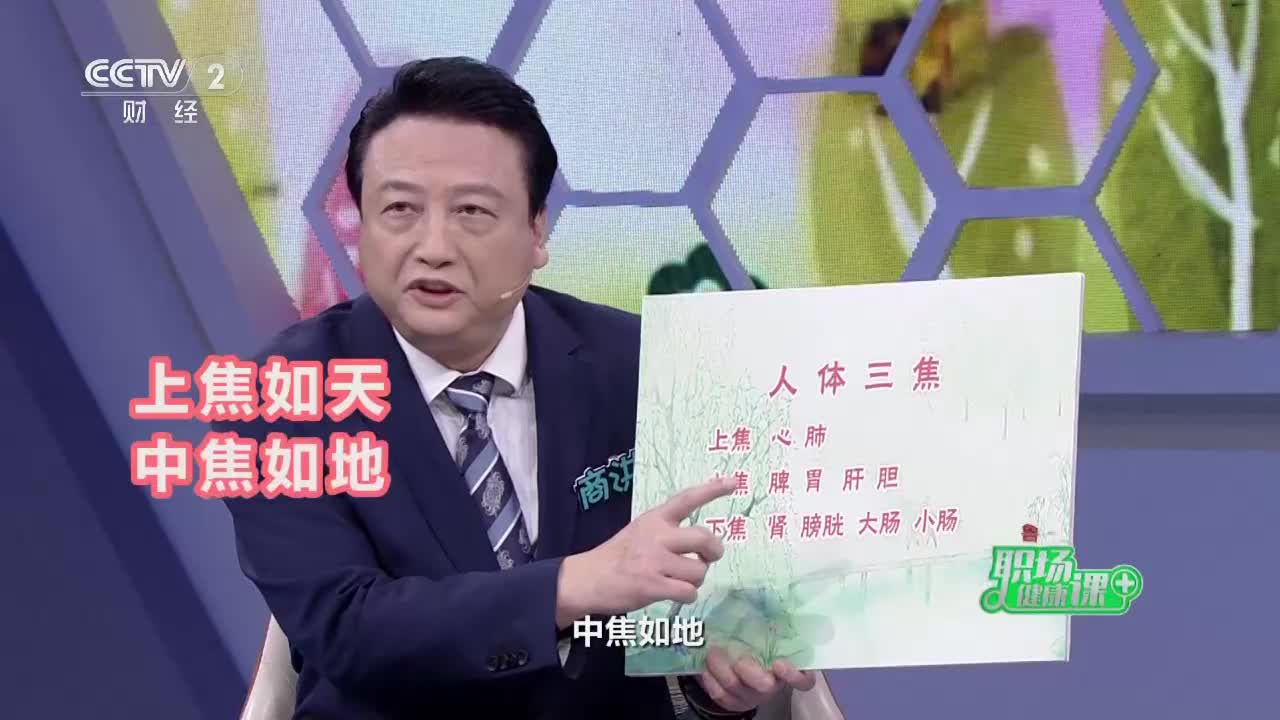 CCTV 2
财经
上焦如天
中焦如地
人体三焦
上焦 心 肺
焦 脾 胃 肝 胆
下焦 肾 膀胱 大肠 小肠
商洪
职场
健康课
中焦如地